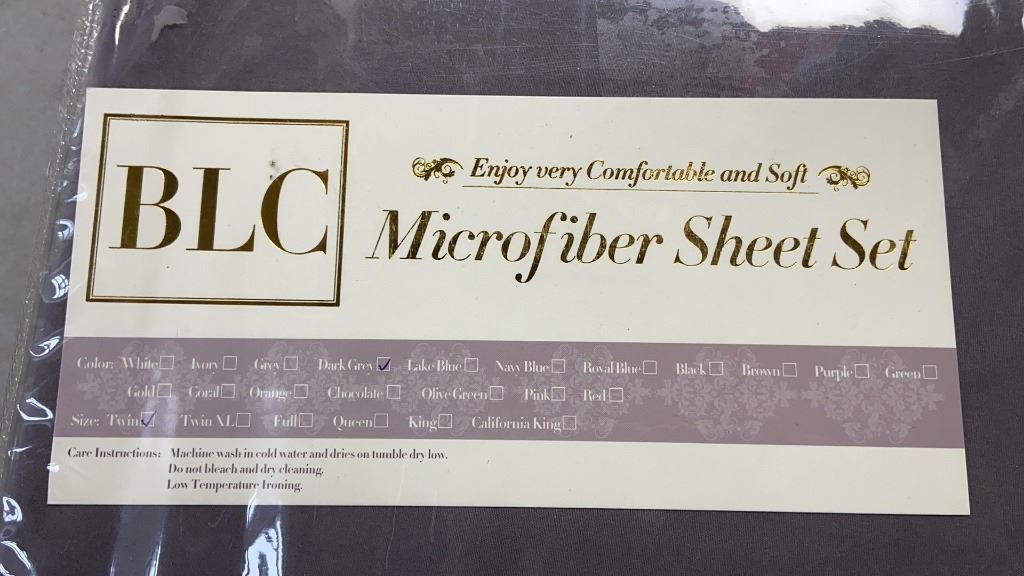 BLC
Enjoy very Comfortable and Soft
Microfiber Sheet Set
Color: White☐ Ivory☐ Grey☐ Dark Grey☑ Lake Blue☐ Navy Blue☐ Royal Blue☐ Black☐ Brown☐ Purple☐ Green☐
Gold☐ Coral☐ Orange☐ Chocolate☐ Olive Green☐ Pink☐ Red☐
Size: Twin☑ Twin XL☐ Full☐ Queen☐ King☐ California King☐
Care Instructions: Machine wash in cold water and dries on tumble dry low.
Do not bleach and dry cleaning.
Low Temperature Ironing.